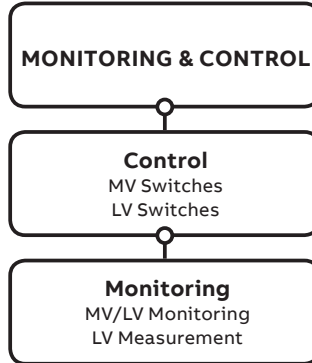 MONITORING & CONTROL
Control
MV Switches
LV Switches
Monitoring
MV/LV Monitoring
LV Measurement